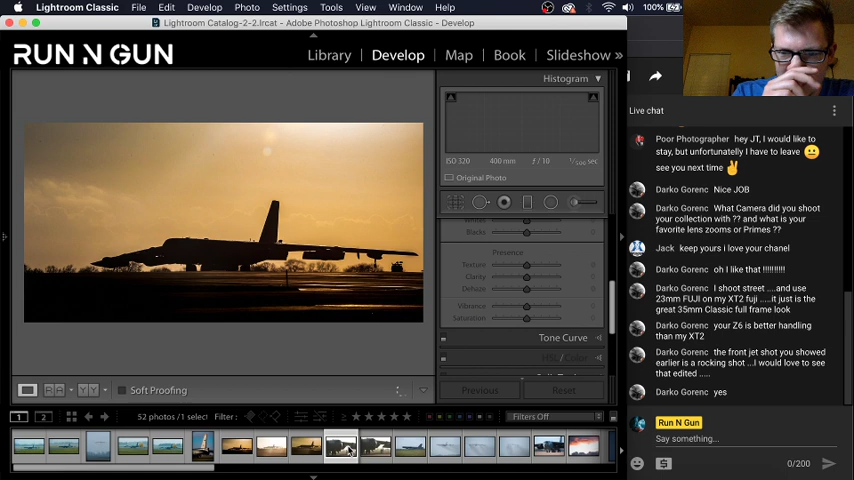 Lightroom Classic File Edit Develop Photo Settings Tools View Window Help 100%
Lightroom Catalog-2-2.lrcat - Adobe Photoshop Lightroom Classic - Develop
RUN N GUN
Library Develop Map Book Slideshow »
Histogram
ISO 320 400 mm f / 10 1/500 sec
Original Photo
Blacks
Presence
Texture
Clarity
Dehaze
Vibrance
Saturation
Tone Curve
HSL / Color
Soft Proofing
Previous Reset
1 2 52 photos / 1 select Filter : Filters Off
Live chat
Poor Photographer hey JT, I would like to
stay, but unfortunatelly I have to leave
see you next time
Darko Gorenc Nice JOB
Darko Gorenc What Camera did you shoot
your collection with ?? and what is your
favorite lens zooms or Primes ??
Jack keep yours i love your chanel
Darko Gorenc oh I like that !!!!!!!!!!
Darko Gorenc I shoot street ....and use
23mm FUJI on my XT2 fuji .....it just is the
great 35mm Classic full frame look
Darko Gorenc your Z6 is better handling
than my XT2
Darko Gorenc the front jet shot you showed
earlier is a rocking shot ...I would love to see
that edited .....
Darko Gorenc yes
Run N Gun
Say something...
0/200